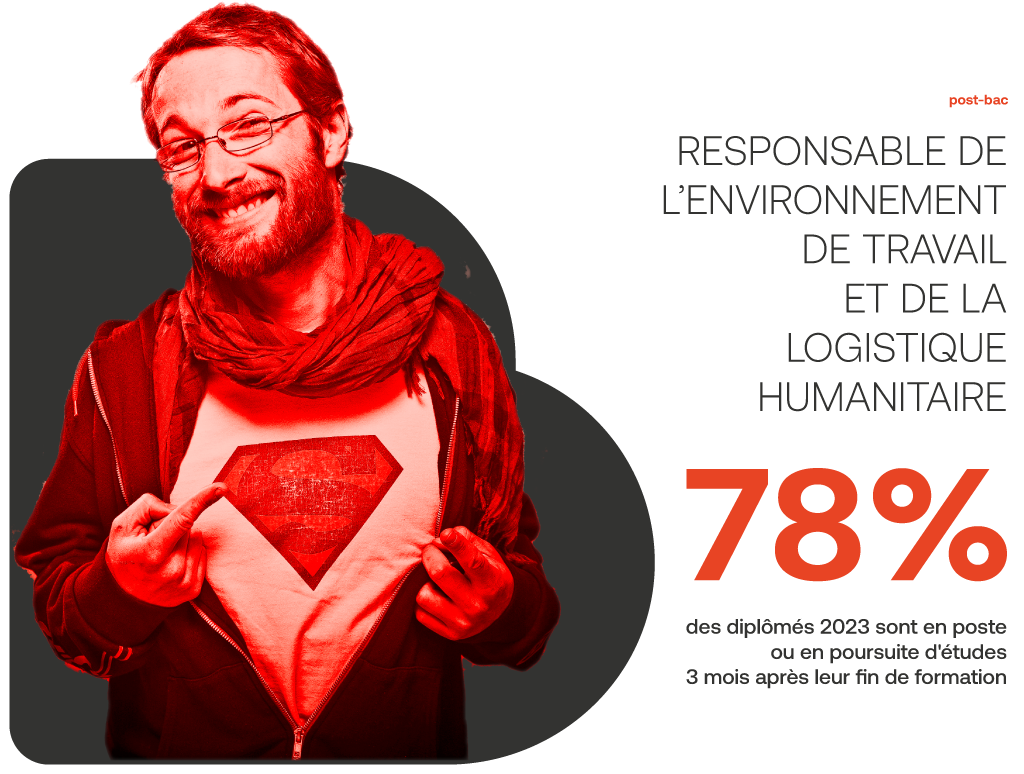 post-bac
RESPONSABLE DE
L’ENVIRONNEMENT
DE TRAVAIL
ET DE LA
LOGISTIQUE
HUMANITAIRE
78%
des diplômés 2023 sont en poste
ou en poursuite d'études
3 mois après leur fin de formation